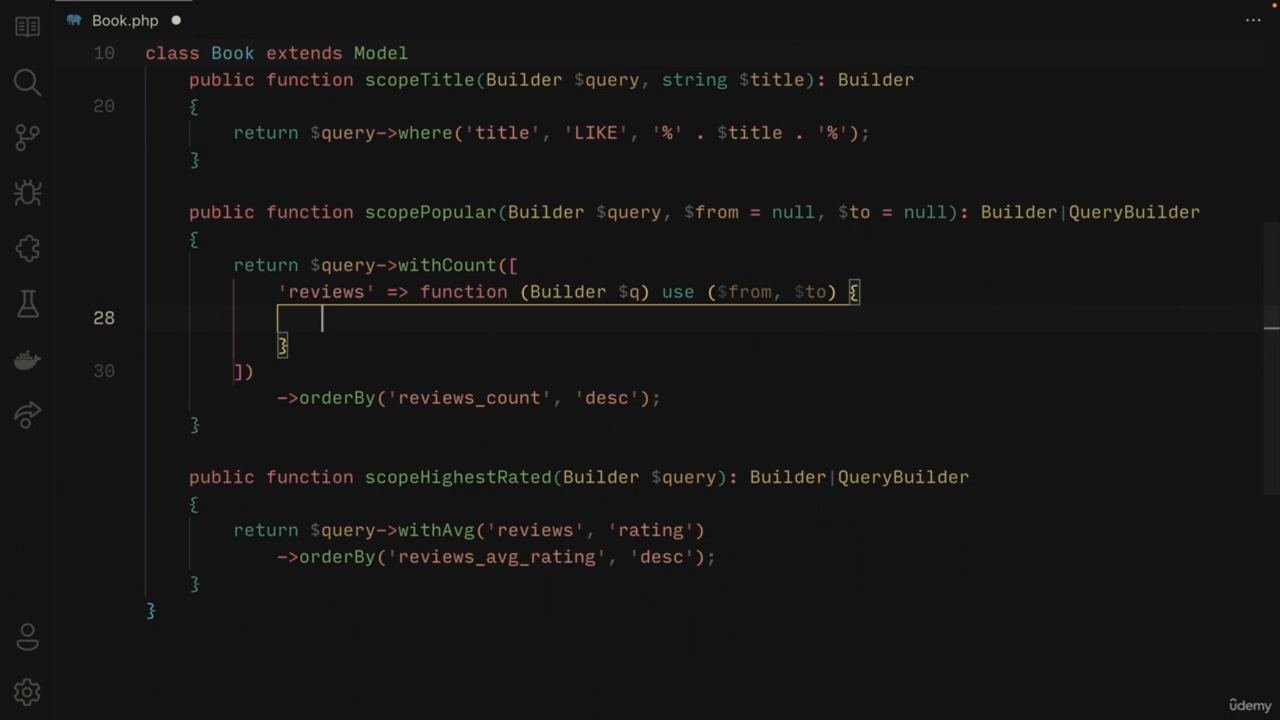 Book.php
10 class Book extends Model
public function scopeTitle(Builder $query, string $title): Builder
20 {
return $query->where('title', 'LIKE', '%' . $title . '%');
}
public function scopePopular(Builder $query, $from = null, $to = null): Builder|QueryBuilder
{
return $query->withCount([
'reviews' => function (Builder $q) use ($from, $to) {
28
}
30 ])
->orderBy('reviews_count', 'desc');
}
public function scopeHighestRated(Builder $query): Builder|QueryBuilder
{
return $query->withAvg('reviews', 'rating')
->orderBy('reviews_avg_rating', 'desc');
}
}
ûdemy